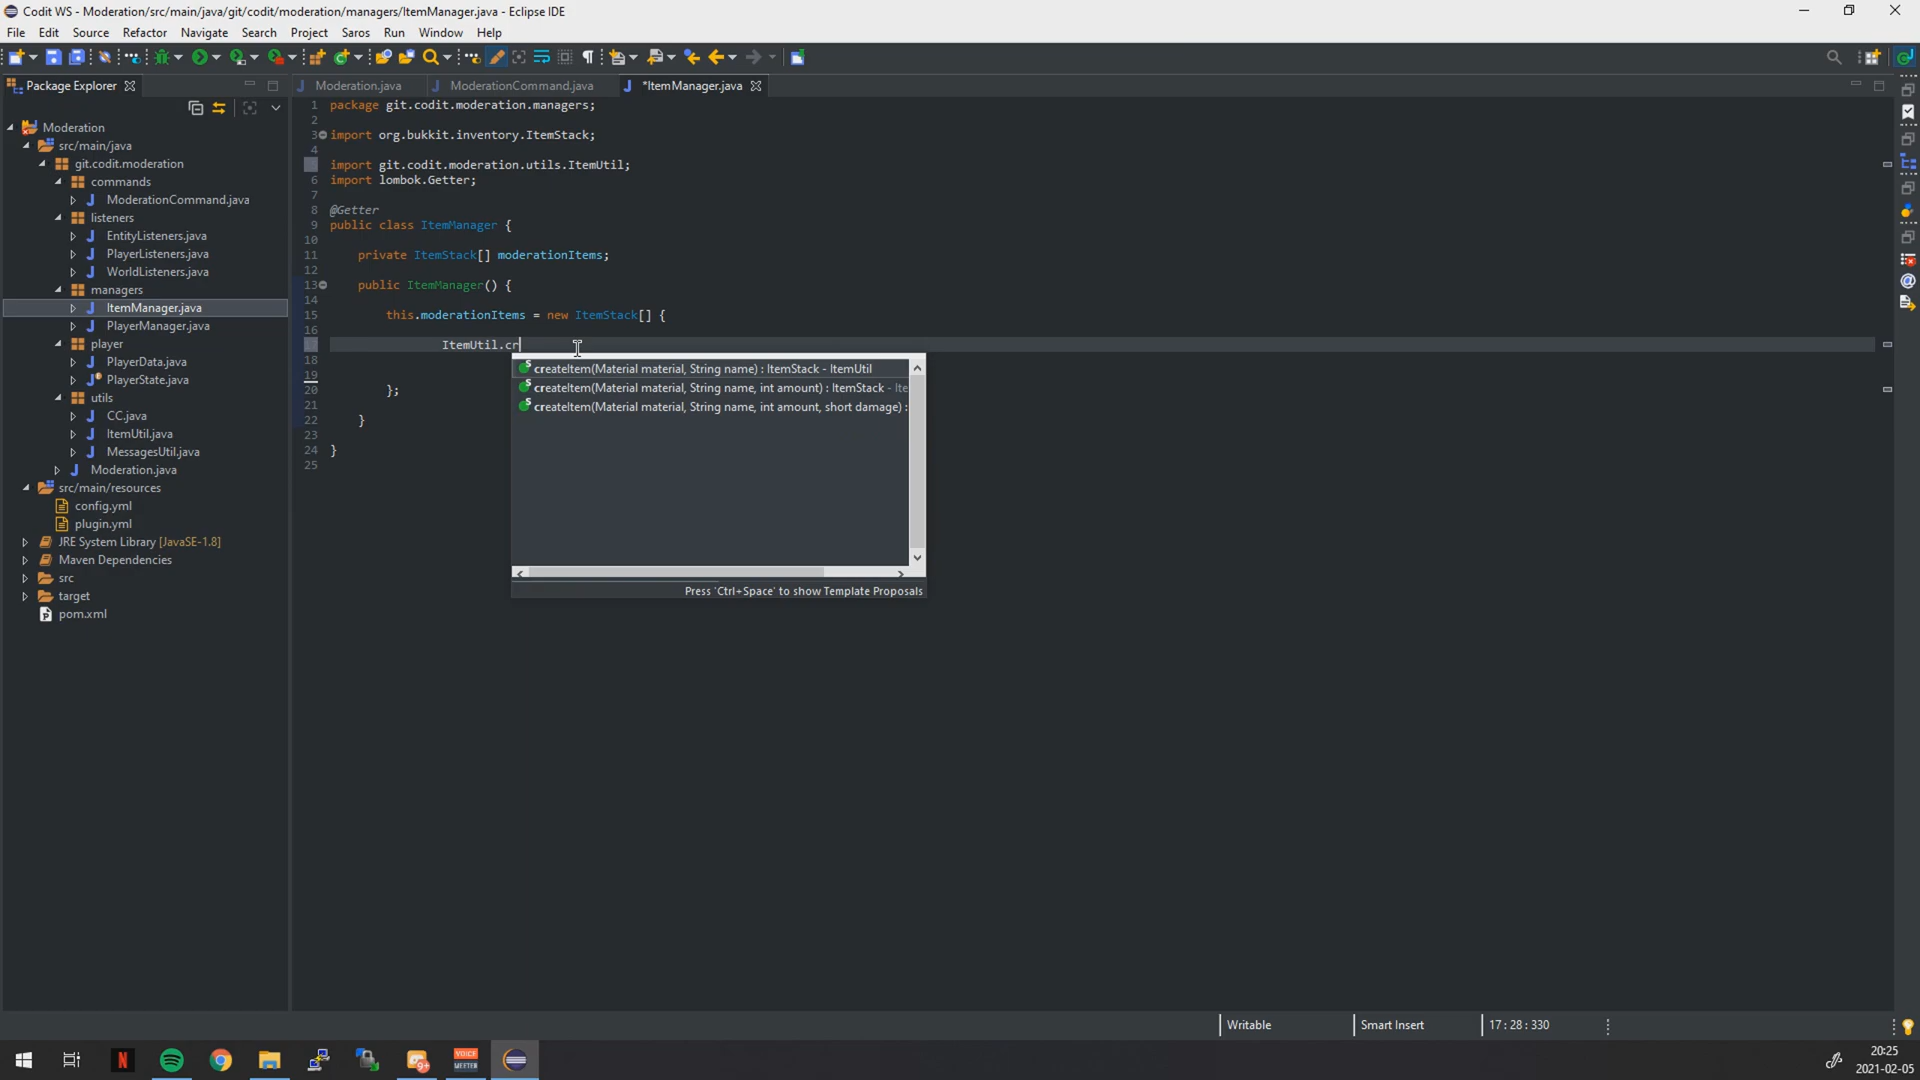 Codit WS - Moderation/src/main/java/git/codit/moderation/managers/ItemManager.java - Eclipse IDE
File Edit Source Refactor Navigate Search Project Saros Run Window Help
Package Explorer
Moderation.java ModerationCommand.java *ItemManager.java
Moderation
src/main/java
git.codit.moderation
commands
ModerationCommand.java
listeners
EntityListeners.java
PlayerListeners.java
WorldListeners.java
managers
ItemManager.java
PlayerManager.java
player
PlayerData.java
PlayerState.java
utils
CC.java
ItemUtil.java
MessagesUtil.java
Moderation.java
src/main/resources
config.yml
plugin.yml
JRE System Library [JavaSE-1.8]
Maven Dependencies
src
target
pom.xml
1 package git.codit.moderation.managers;
2
3 import org.bukkit.inventory.ItemStack;
4
import git.codit.moderation.utils.ItemUtil;
6 import lombok.Getter;
7
8 @Getter
9 public class ItemManager {
10
11 private ItemStack[] moderationItems;
12
13 public ItemManager() {
14
15 this.moderationItems = new ItemStack[] {
16
17 ItemUtil.cr
18
19
20 };
21
22 }
23
24 }
25
createItem(Material material, String name) : ItemStack - ItemUtil
createItem(Material material, String name, int amount) : ItemStack - Ite
createItem(Material material, String name, int amount, short damage) :
Press 'Ctrl+Space' to show Template Proposals
Writable Smart Insert 17 : 28 : 330
N 9+ VOICE MEETER
20:25
2021-02-05